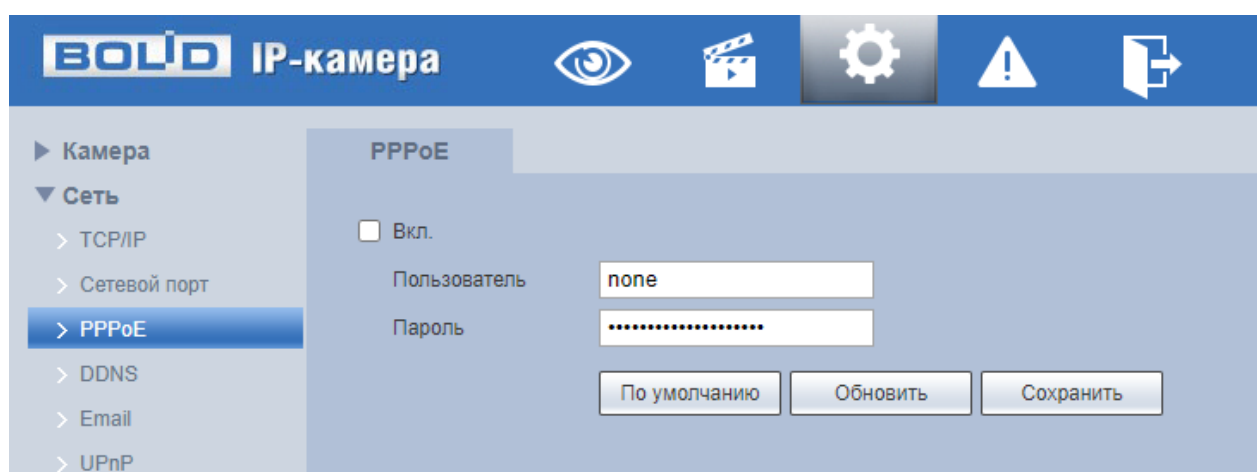 BOLID IP-камера
Камера
Сеть
TCP/IP
Сетевой порт
PPPoE
DDNS
Email
UPnP
PPPoE
Вкл.
Пользователь none
Пароль ••••••••••••••••••••
По умолчанию Обновить Сохранить